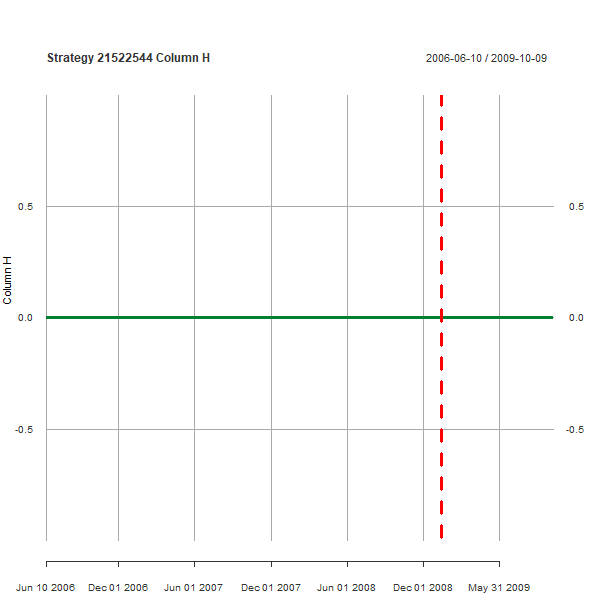 Strategy 21522544 Column H
2006-06-10 / 2009-10-09
0.5
0.5
Column H
0.0
0.0
-0.5
-0.5
Jun 10 2006
Dec 01 2006
Jun 01 2007
Dec 01 2007
Jun 01 2008
Dec 01 2008
May 31 2009